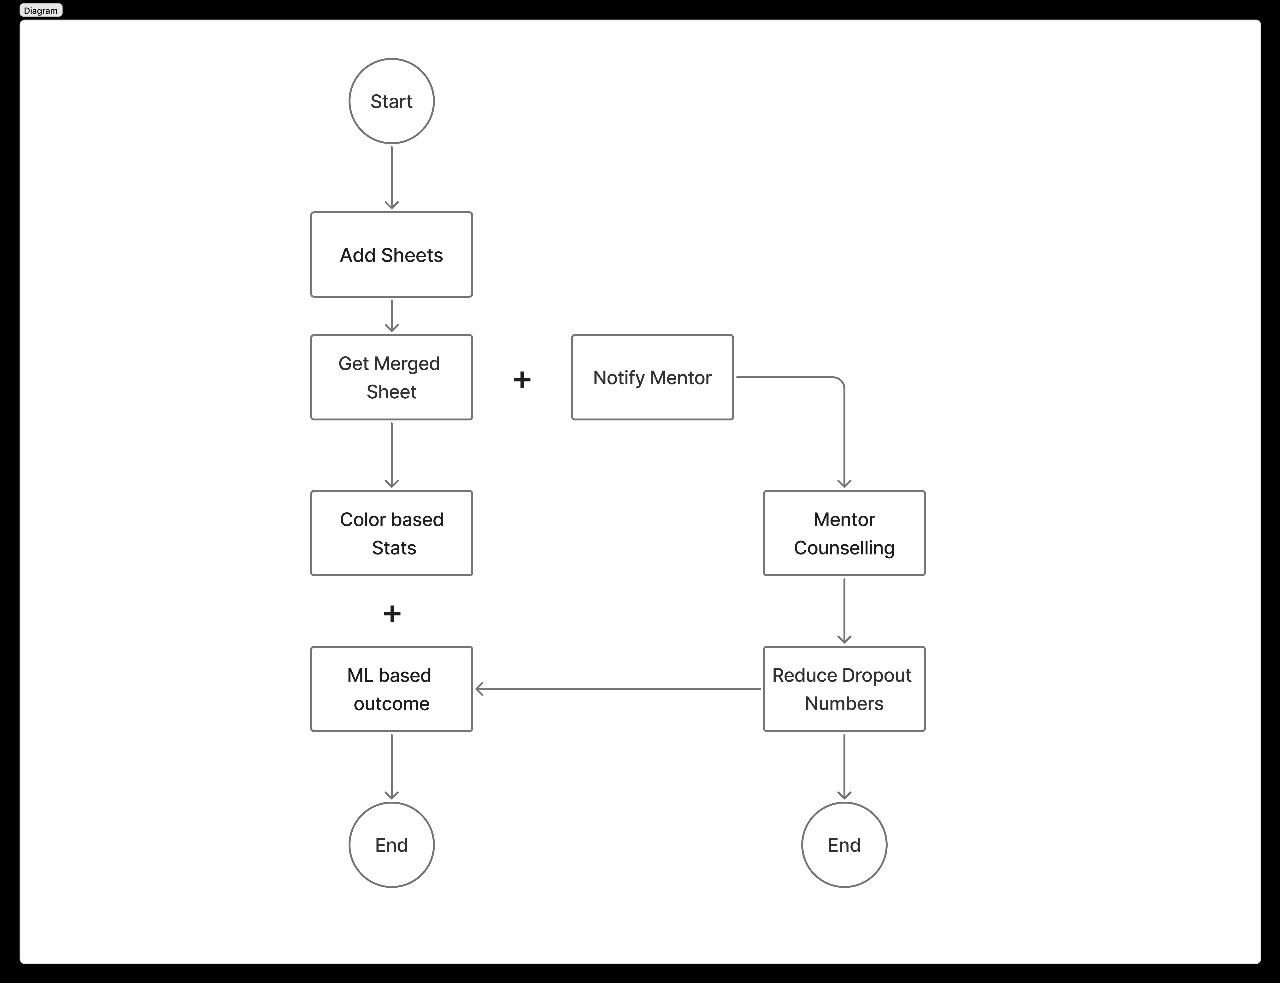 Diagram
Start
Add Sheets
Get Merged
Sheet
+
Notify Mentor
Color based
Stats
Mentor
Counselling
+
ML based
outcome
Reduce Dropout
Numbers
End
End